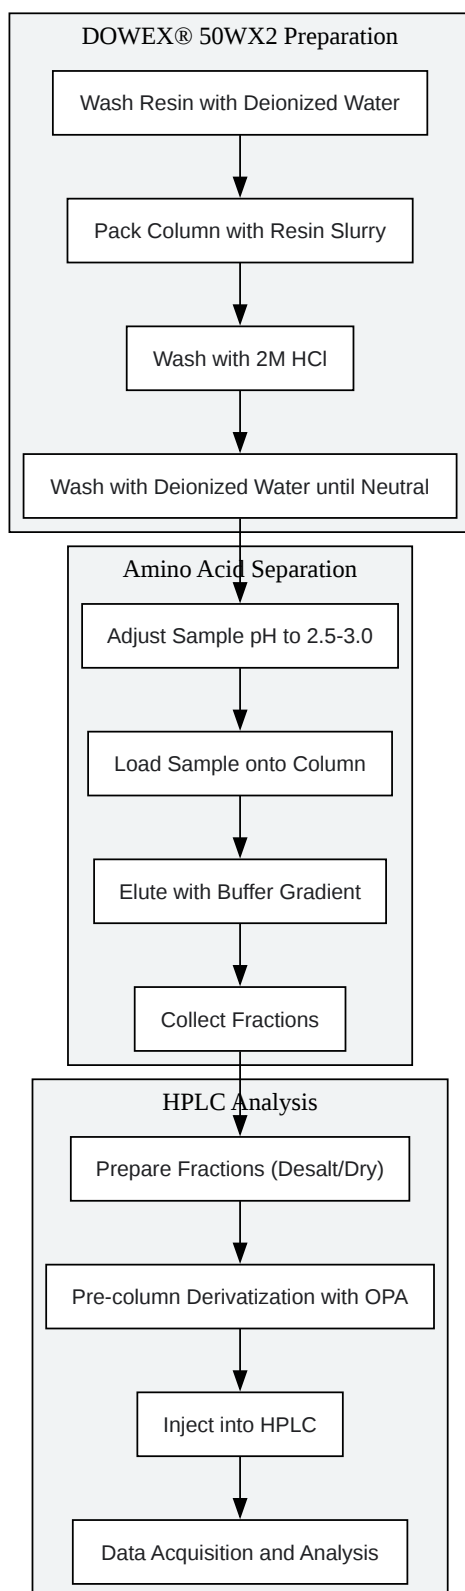 DOWEX® 50WX2 Preparation
Wash Resin with Deionized Water
Pack Column with Resin Slurry
Wash with 2M HCl
Wash with Deionized Water until Neutral
Amino Acid Separation
Adjust Sample pH to 2.5-3.0
Load Sample onto Column
Elute with Buffer Gradient
Collect Fractions
HPLC Analysis
Prepare Fractions (Desalt/Dry)
Pre-column Derivatization with OPA
Inject into HPLC
Data Acquisition and Analysis